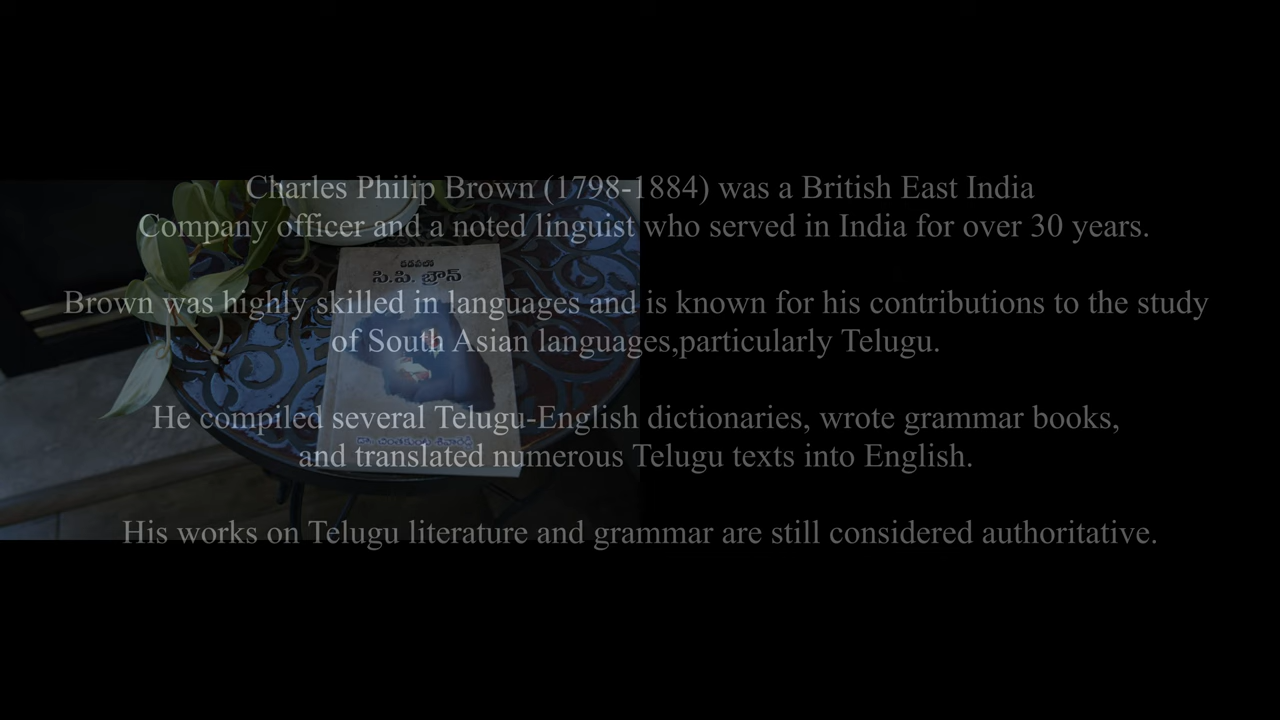 Charles Philip Brown (1798-1884) was a British East India
Company officer and a noted linguist who served in India for over 30 years.
Brown was highly skilled in languages and is known for his contributions to the study
of South Asian languages,particularly Telugu.
He compiled several Telugu-English dictionaries, wrote grammar books,
and translated numerous Telugu texts into English.
His works on Telugu literature and grammar are still considered authoritative.
సి.పి. బ్రౌన్